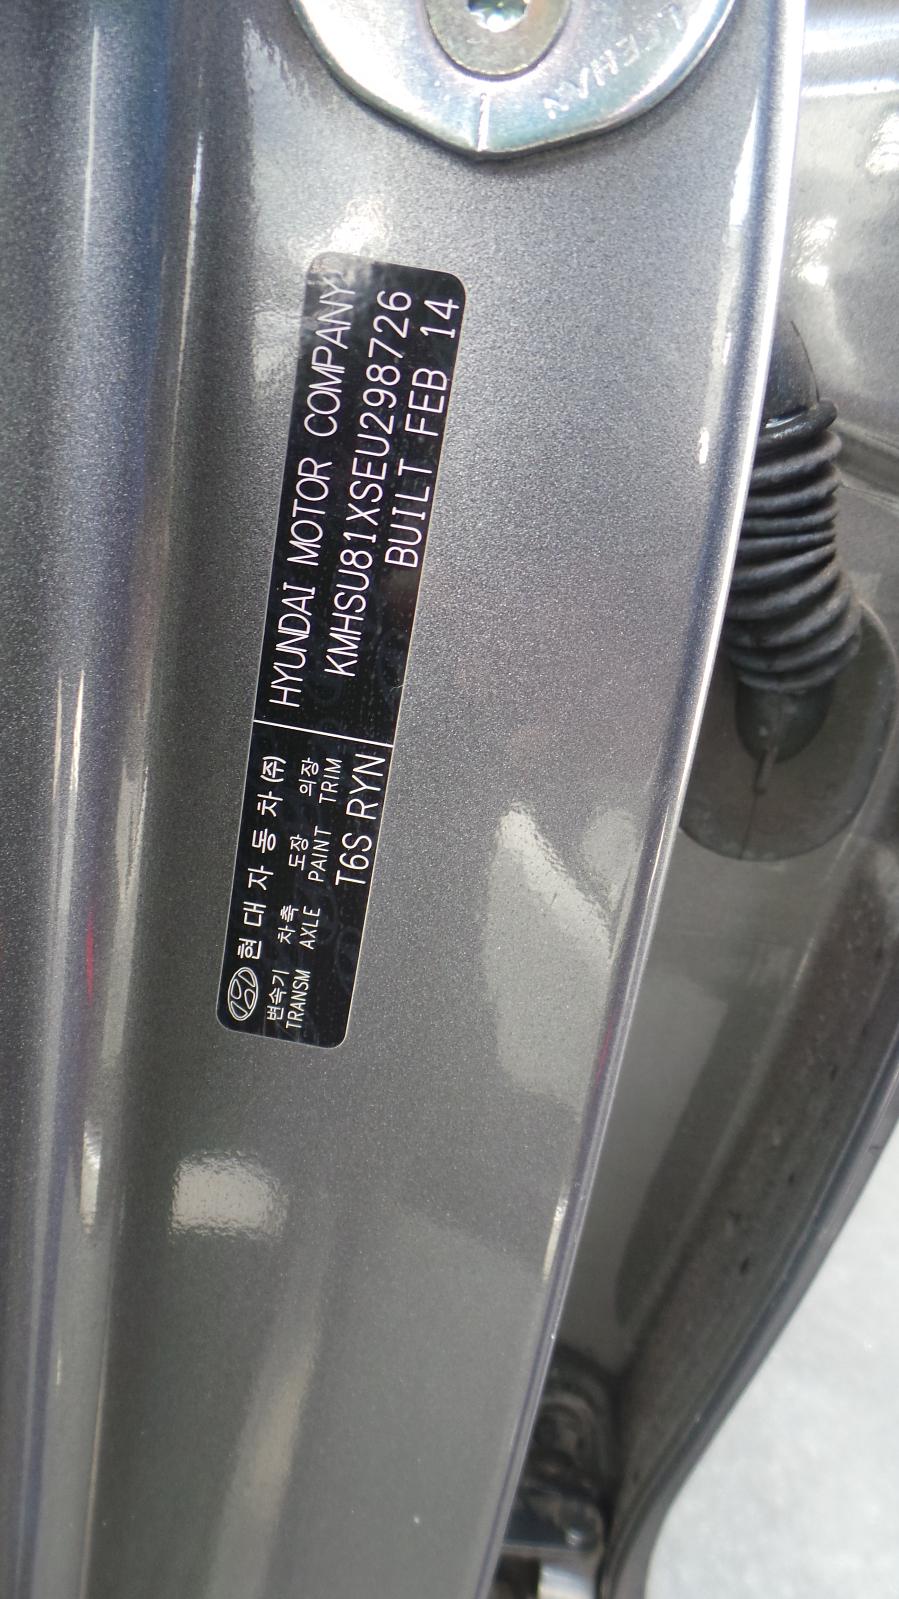 LEEHAN
현대자동차(주)
변속기 차축 도장 의장
TRANSM AXLE PAINT TRIM
T6S RYN
HYUNDAI MOTOR COMPANY
KMHSU81XSEU298726
BUILT FEB 14